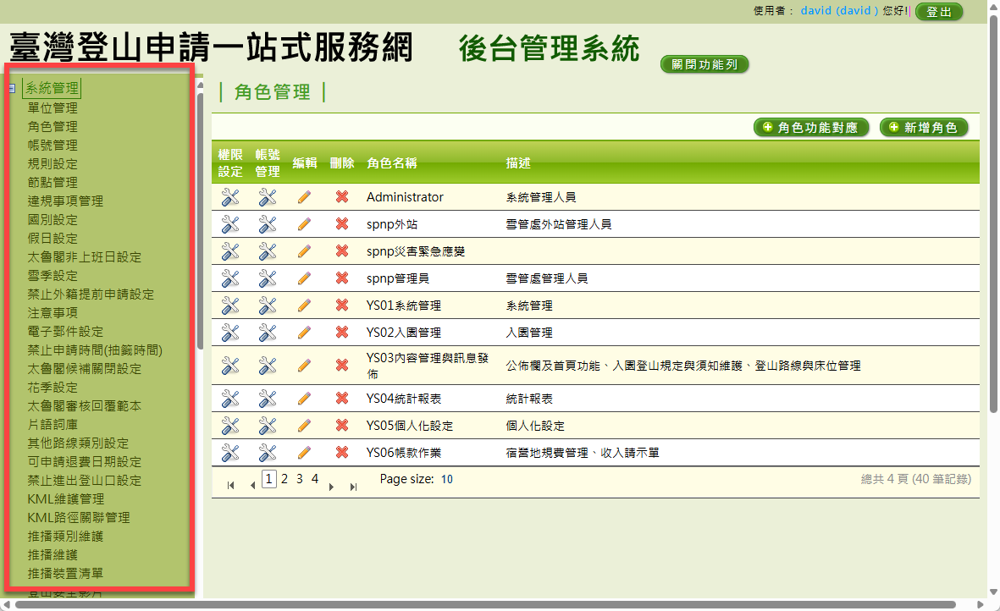 使用者： david (david ) 您好!| 登出
臺灣登山申請一站式服務網 後台管理系統
關閉功能列
系統管理
單位管理
角色管理
帳號管理
規則設定
節點管理
違規事項管理
國別設定
假日設定
太魯閣非上班日設定
雪季設定
禁止外籍提前申請設定
注意事項
電子郵件設定
禁止申請時間(抽籤時間)
太魯閣候補關閉設定
花季設定
太魯閣審核回覆範本
片語詞庫
其他路線類別設定
可申請退費日期設定
禁止進出登山口設定
KML維護管理
KML路徑關聯管理
推播類別維護
推播維護
推播裝置清單
登山安全影片
| 角色管理 |
角色功能對應 新增角色
權限設定 帳號管理 編輯 刪除 角色名稱 描述
Administrator 系統管理人員
spnp外站 雪管處外站管理人員
spnp災害緊急應變
spnp管理員 雪管處管理人員
YS01系統管理 系統管理
YS02入園管理 入園管理
YS03內容管理與訊息發
佈 公佈欄及首頁功能、入園登山規定與須知維護、登山路線與床位管理
YS04統計報表 統計報表
YS05個人化設定 個人化設定
YS06帳款作業 宿營地規費管理、收入請示單
1 2 3 4 Page size: 10 總共 4 頁 (40 筆記錄)